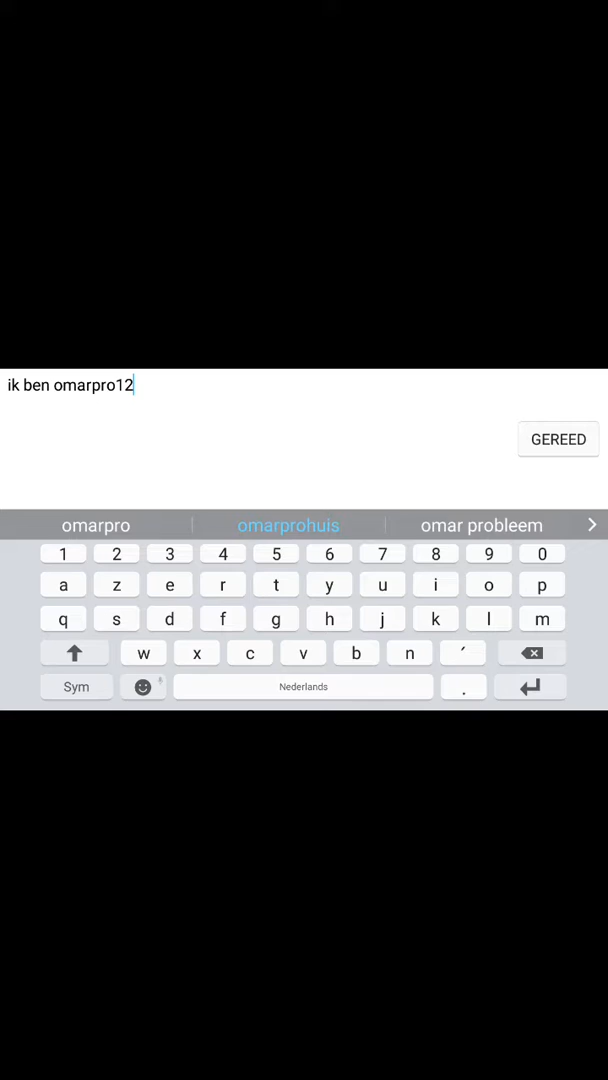 ik ben omarpro12
GEREED
omarpro omarprohuis omar probleem
1 2 3 4 5 6 7 8 9 0
a z e r t y u i o p
q s d f g h j k l m
w x c v b n ´
Sym Nederlands .